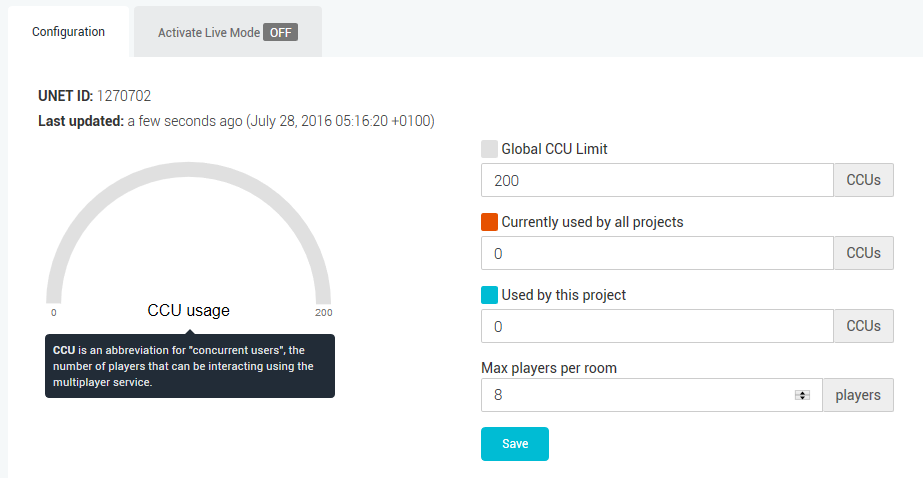 Configuration
Activate Live Mode OFF
UNET ID: 1270702
Last updated: a few seconds ago (July 28, 2016 05:16:20 +0100)
0
CCU usage
200
CCU is an abbreviation for "concurrent users", the
number of players that can be interacting using the
multiplayer service.
Global CCU Limit
200 CCUs
Currently used by all projects
0 CCUs
Used by this project
0 CCUs
Max players per room
8 players
Save